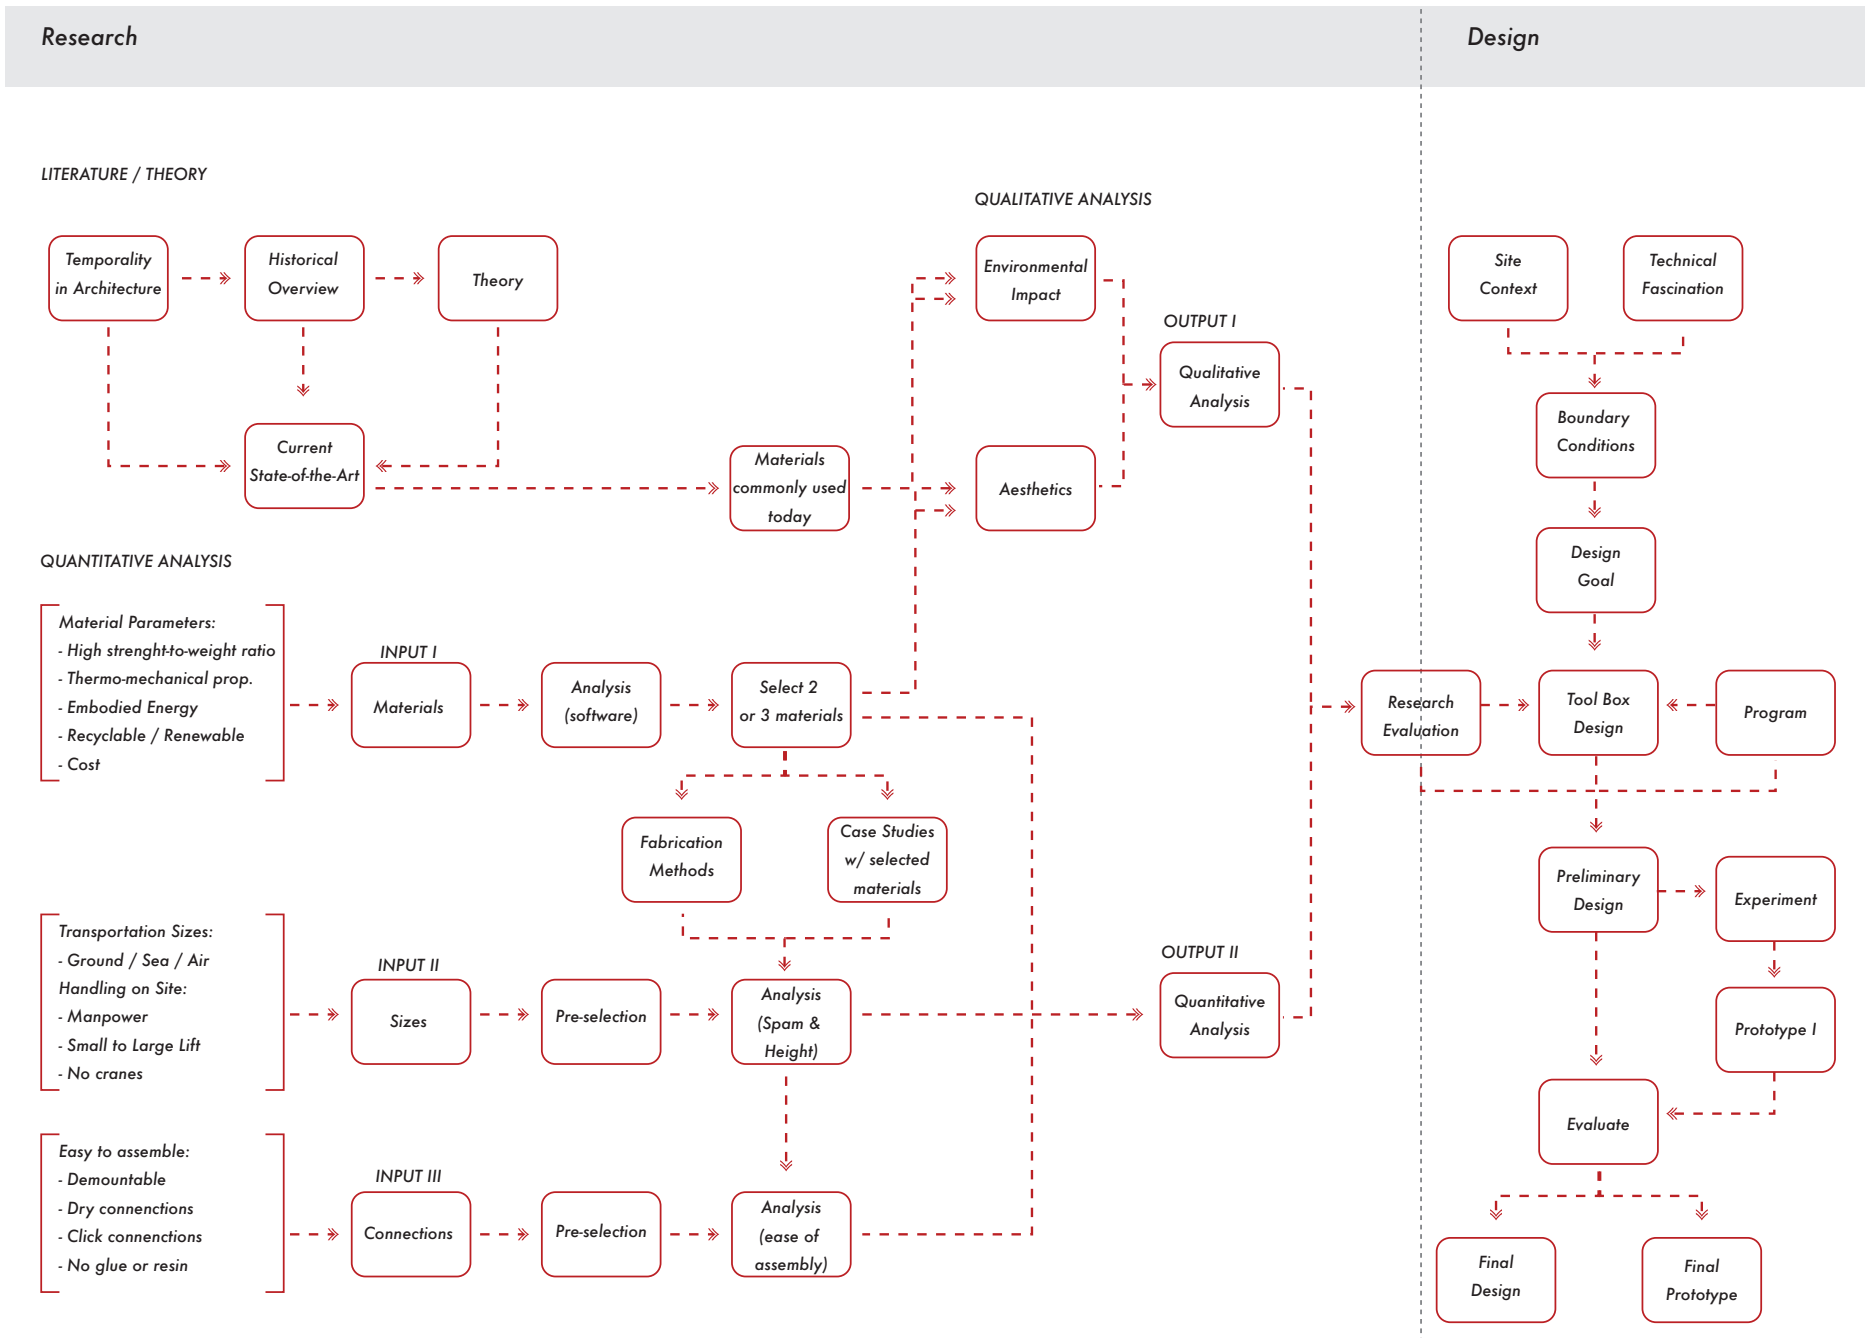 Research
Design
LITERATURE / THEORY
QUALITATIVE ANALYSIS
Temporality
in Architecture
Historical
Overview
Theory
Environmental
Impact
Site
Context
Technical
Fascination
OUTPUT I
Qualitative
Analysis
Current
State-of-the-Art
Materials
commonly used
today
Aesthetics
Boundary
Conditions
Design
Goal
QUANTITATIVE ANALYSIS
Material Parameters:
- High strenght-to-weight ratio
- Thermo-mechanical prop.
- Embodied Energy
- Recyclable / Renewable
- Cost
INPUT I
Materials
Analysis
(software)
Select 2
or 3 materials
Research
Evaluation
Tool Box
Design
Program
Fabrication
Methods
Case Studies
w/ selected
materials
Preliminary
Design
Experiment
Transportation Sizes:
- Ground / Sea / Air
Handling on Site:
- Manpower
- Small to Large Lift
- No cranes
INPUT II
Sizes
Pre-selection
Analysis
(Spam &
Height)
OUTPUT II
Quantitative
Analysis
Prototype I
Evaluate
Easy to assemble:
- Demountable
- Dry connenctions
- Click connenctions
- No glue or resin
INPUT III
Connections
Pre-selection
Analysis
(ease of
assembly)
Final
Design
Final
Prototype